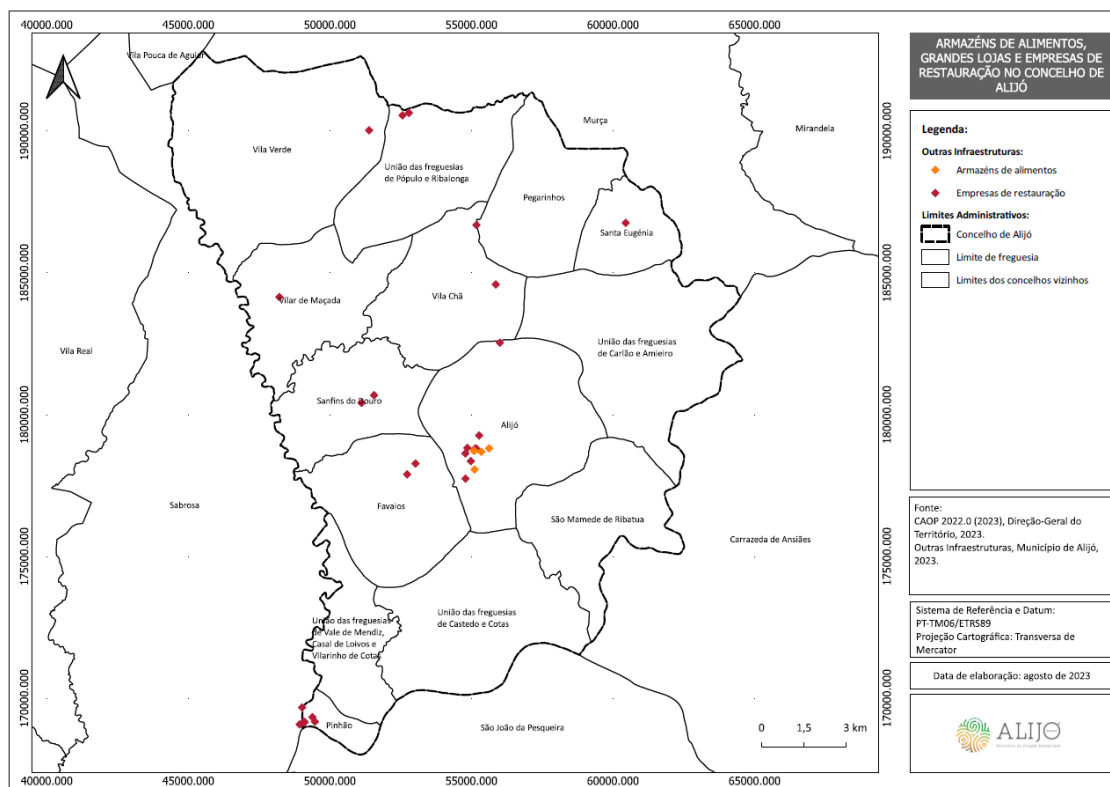 40000.000 45000.000 50000.000 55000.000 60000.000 65000.000
Vila Pouca de Aguiar
190000.000
Vila Verde
Murça
Mirandela
190000.000
União das freguesias
de Pópulo e Ribalonga
Pegarinhos
Santa Eugénia
185000.000
Vilar de Maçada
Vila Chã
185000.000
União das freguesias
de Carlão e Amieiro
Vila Real
Sanfins do Douro
180000.000
Alijó
180000.000
Sabrosa
Favaios
São Mamede de Ribatua
Carrazeda de Ansiães
175000.000
175000.000
União das freguesias
de Vale de Mendiz,
Casal de Loivos e
Vilarinho de Cotas
União das freguesias
de Castedo e Cotas
170000.000
Pinhão
São João da Pesqueira
170000.000
0 1,5 3 km
40000.000 45000.000 50000.000 55000.000 60000.000 65000.000
ARMAZÉNS DE ALIMENTOS,
GRANDES LOJAS E EMPRESAS DE
RESTAURAÇÃO NO CONCELHO DE
ALIJÓ
Legenda:
Outras Infraestruturas:
Armazéns de alimentos
Empresas de restauração
Limites Administrativos:
Concelho de Alijó
Limite de freguesia
Limites dos concelhos vizinhos
Fonte:
CAOP 2022.0 (2023), Direção-Geral do
Território, 2023.
Outras Infraestruturas, Município de Alijó,
2023.
Sistema de Referência e Datum:
PT-TM06/ETRS89
Projeção Cartográfica: Transversa de
Mercator
Data de elaboração: agosto de 2023
ALIJÓ